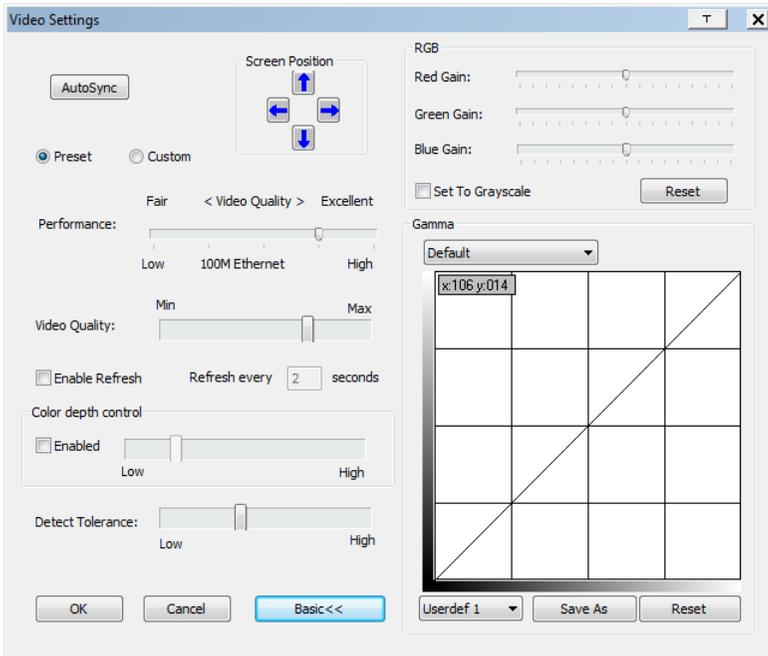 Video Settings
T X
AutoSync
Screen Position
Preset
Custom
Fair < Video Quality > Excellent
Performance:
Low 100M Ethernet High
Min Max
Video Quality:
Enable Refresh Refresh every 2 seconds
Color depth control
Enabled
Low High
Detect Tolerance:
Low High
OK Cancel Basic<<
RGB
Red Gain:
Green Gain:
Blue Gain:
Set To Grayscale Reset
Gamma
Default
x:106 y:014
Userdef 1 Save As Reset